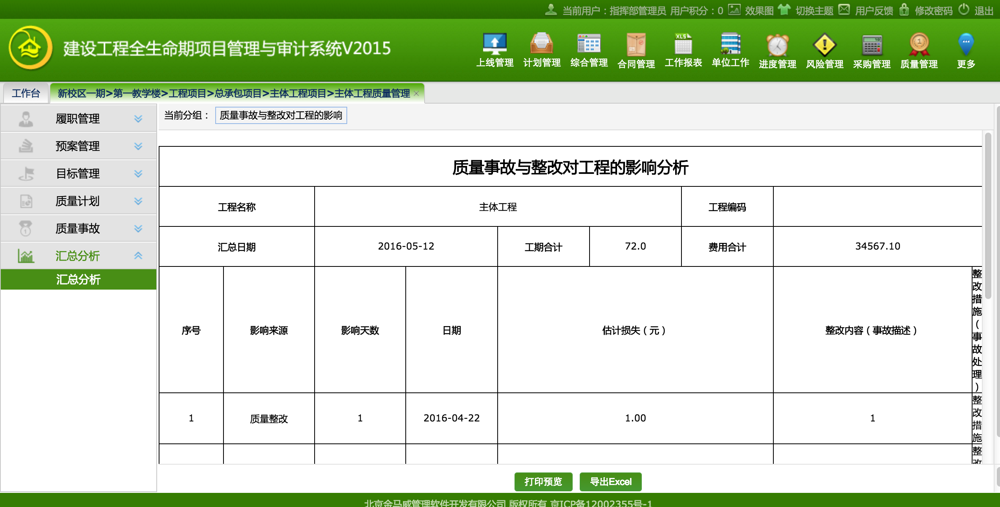 当前用户：指挥部管理员 用户积分：0 效果图 切换主题 用户反馈 修改密码 退出
建设工程全生命期项目管理与审计系统V2015
上线管理 计划管理 综合管理 合同管理 工作报表 单位工作 进度管理 风险管理 采购管理 质量管理 更多
工作台 新校区一期>第一教学楼>工程项目>总承包项目>主体工程项目>主体工程质量管理
履职管理
预案管理
目标管理
质量计划
质量事故
汇总分析
汇总分析
当前分组： 质量事故与整改对工程的影响
质量事故与整改对工程的影响分析
工程名称 主体工程 工程编码
汇总日期 2016-05-12 工期合计 72.0 费用合计 34567.10
序号 影响来源 影响天数 日期 估计损失（元） 整改内容（事故描述） 整改措施（事故处理）
1 质量整改 1 2016-04-22 1.00 1 整改措施
整改
打印预览 导出Excel
北京金马威管理软件开发有限公司 版权所有 京ICP备12002355号-1